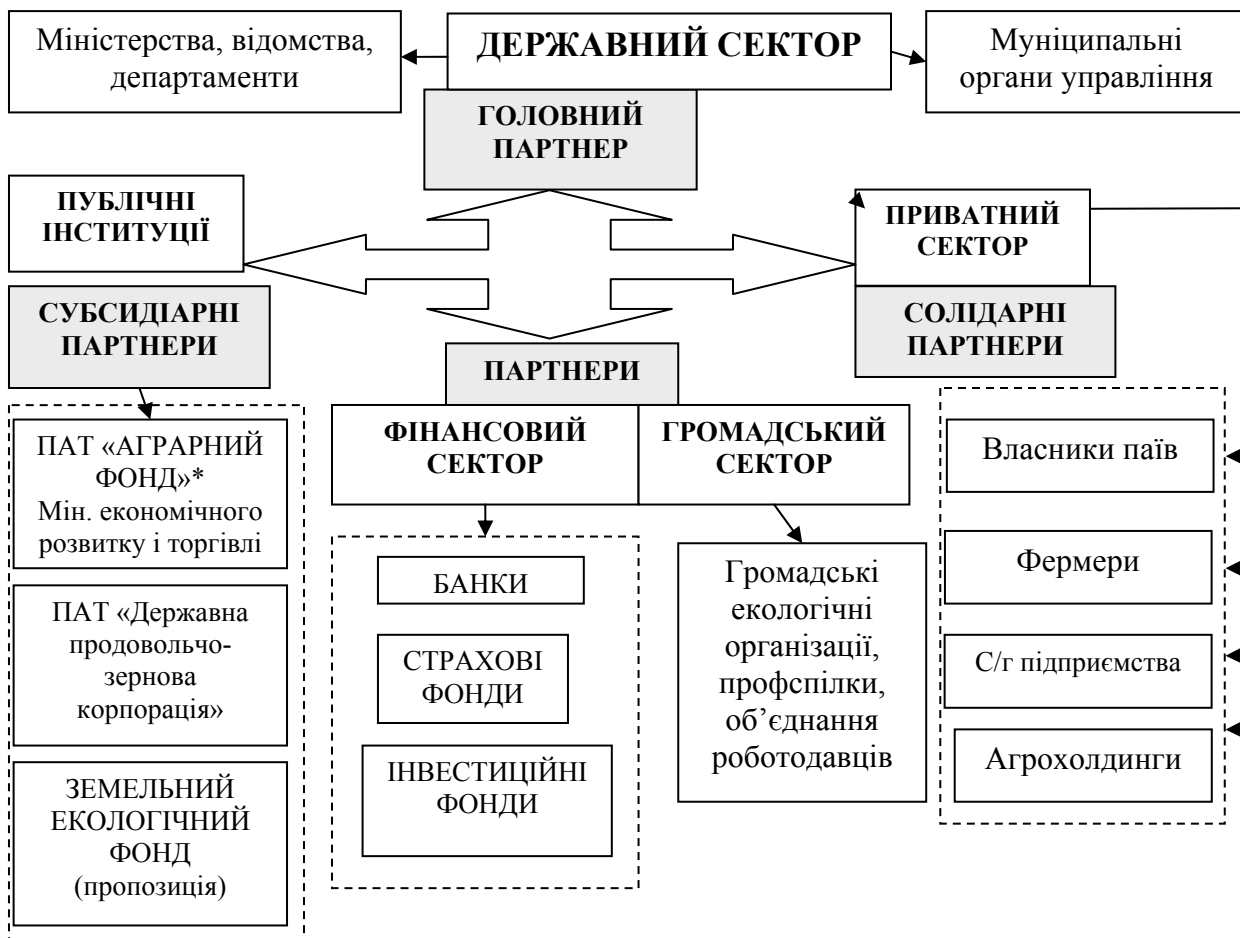 Міністерства, відомства,
департаменти
ДЕРЖАВНИЙ СЕКТОР
Муніципальні
органи управління
ГОЛОВНИЙ
ПАРТНЕР
ПУБЛІЧНІ
ІНСТИТУЦІЇ
ПРИВАТНИЙ
СЕКТОР
СУБСИДІАРНІ
ПАРТНЕРИ
СОЛІДАРНІ
ПАРТНЕРИ
ПАРТНЕРИ
ФІНАНСОВИЙ
СЕКТОР
ГРОМАДСЬКИЙ
СЕКТОР
ПАТ «АГРАРНИЙ
ФОНД»*
Мін. економічного
розвитку і торгівлі
ПАТ «Державна
продовольчо-
зернова
корпорація»
ЗЕМЕЛЬНИЙ
ЕКОЛОГІЧНИЙ
ФОНД
(пропозиція)
БАНКИ
СТРАХОВІ
ФОНДИ
ІНВЕСТИЦІЙНІ
ФОНДИ
Громадські
екологічні
організації,
профспілки,
об’єднання
роботодавців
Власники паїв
Фермери
С/г підприємства
Агрохолдинги